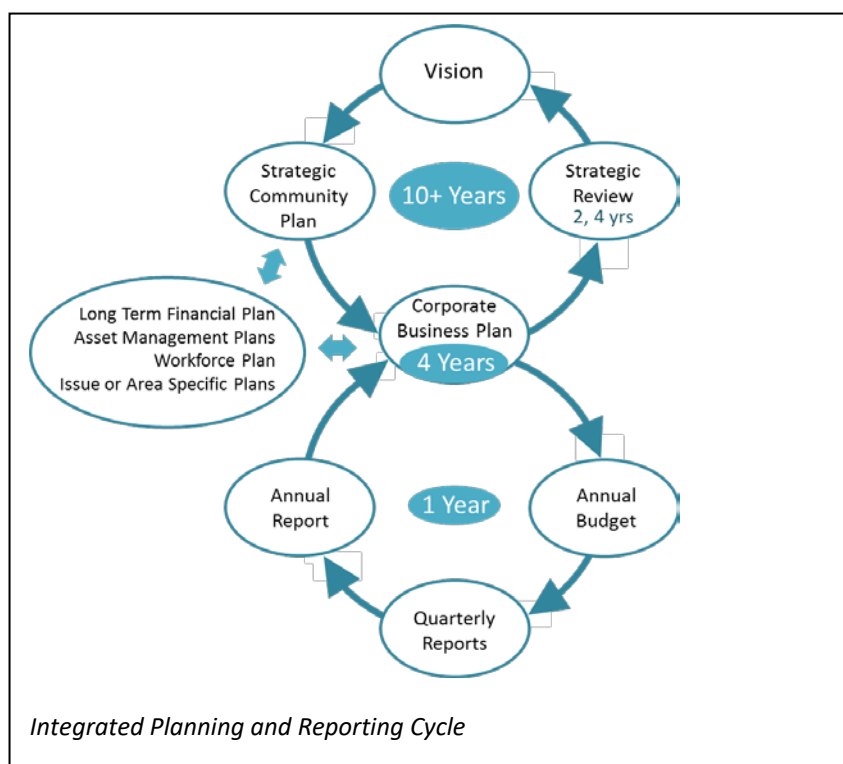 Vision
Strategic
Community
Plan
10+ Years
Strategic
Review
2, 4 yrs
Long Term Financial Plan
Asset Management Plans
Workforce Plan
Issue or Area Specific Plans
Corporate
Business Plan
4 Years
Annual
Report
1 Year
Annual
Budget
Quarterly
Reports
Integrated Planning and Reporting Cycle